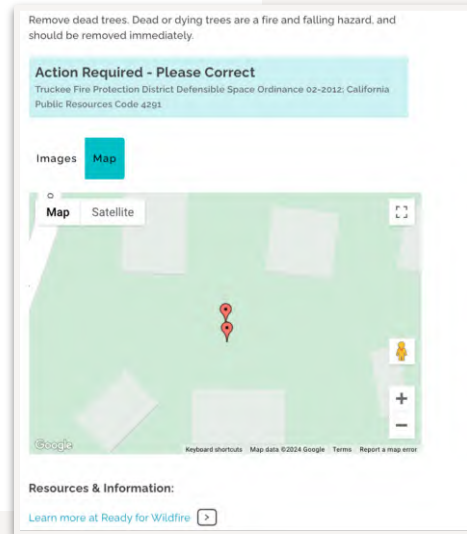 Remove dead trees. Dead or dying trees are a fire and falling hazard, and
should be removed immediately.
Action Required - Please Correct
Truckee Fire Protection District Defensible Space Ordinance 02-2012; California
Public Resources Code 4291
Images Map
Map Satellite
Google
Keyboard shortcuts Map data ©2024 Google Terms Report a map error
Resources & Information:
Learn more at Ready for Wildfire >